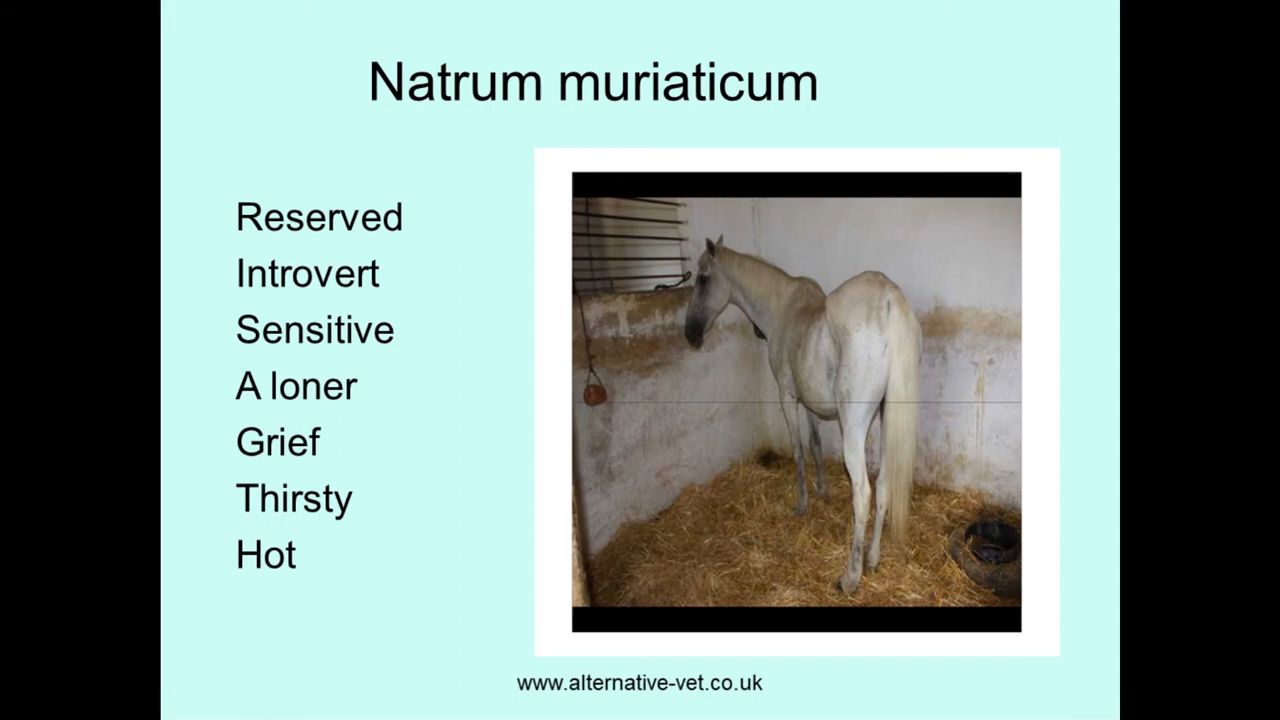 Natrum muriaticum
Reserved
Introvert
Sensitive
A loner
Grief
Thirsty
Hot
www.alternative-vet.co.uk